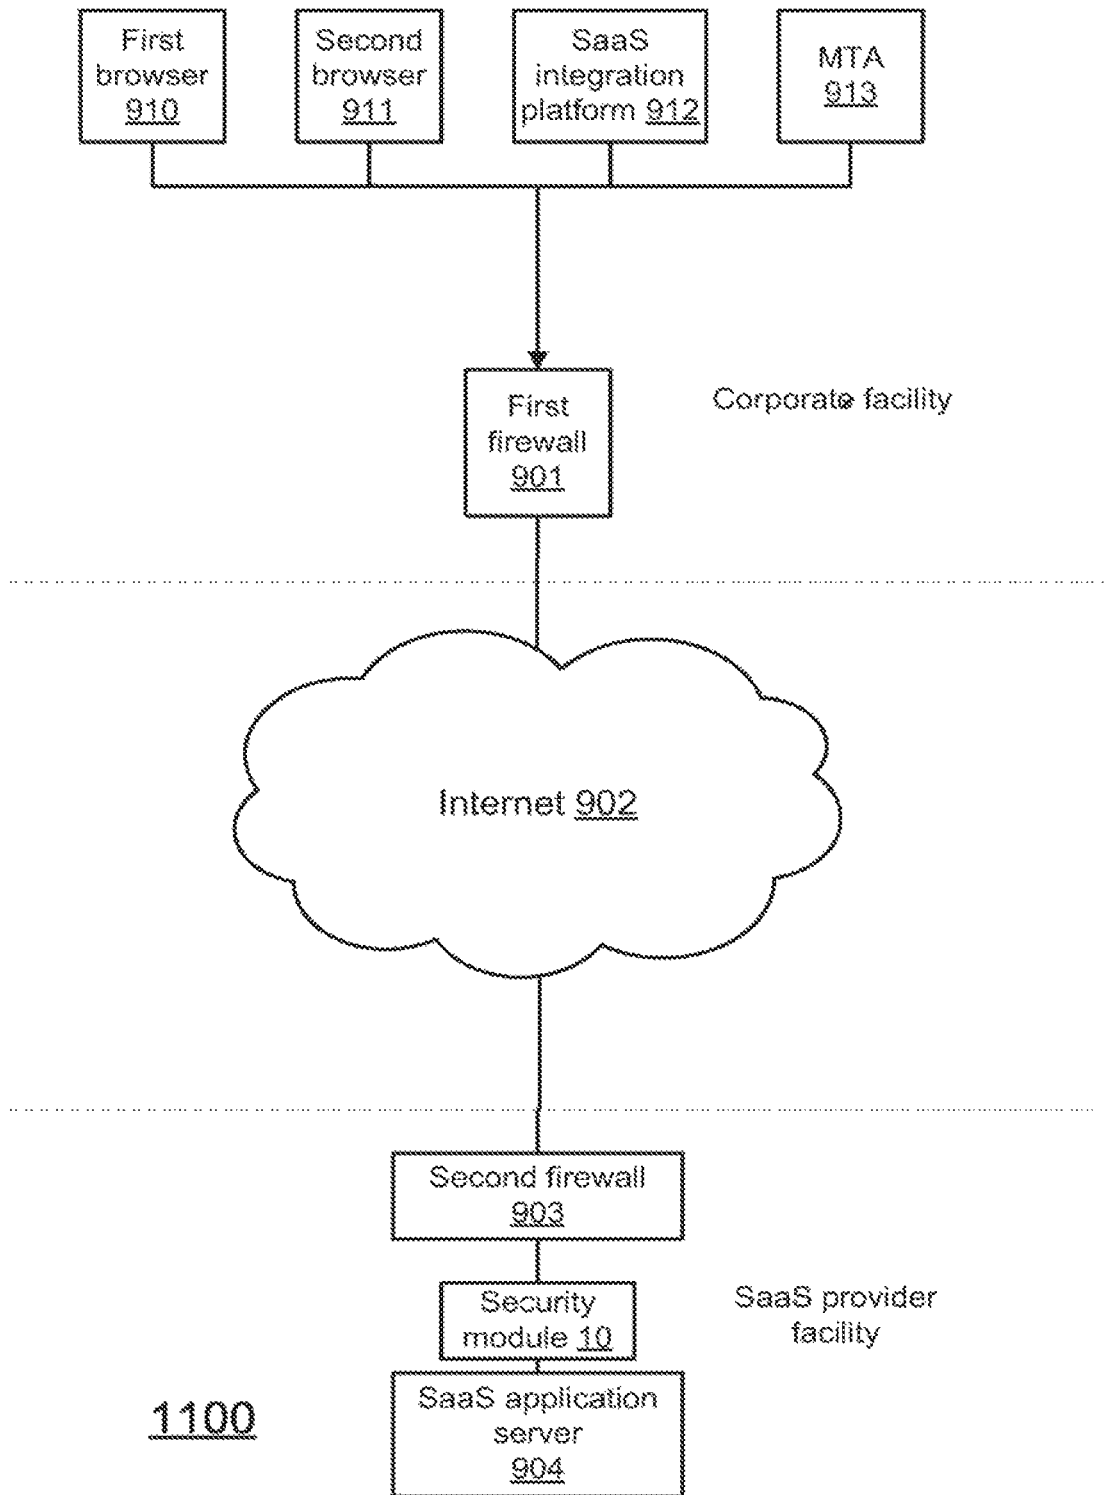 First
browser
910
Second
browser
911
SaaS
integration
platform 912
MTA
913
First
firewall
901
Corporate facility
Internet 902
Second firewall
903
Security
module 10
SaaS provider
facility
SaaS application
server
904
1100